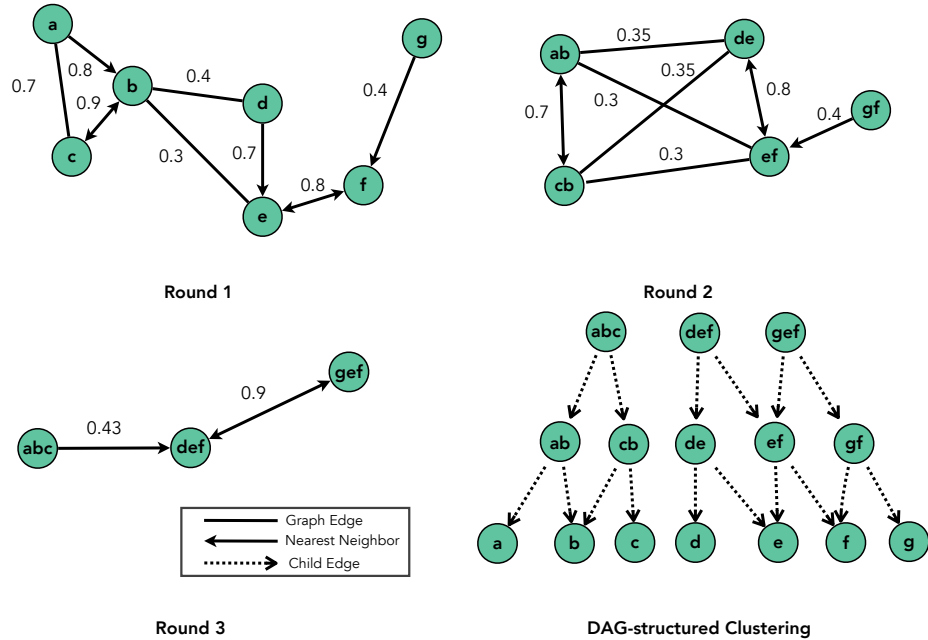 a
g
0.7
0.8
b
0.4
0.9
d
0.4
c
0.3
0.7
f
0.8
e
Round 1
0.35
de
ab
0.35
0.8
0.7
0.3
0.4
gf
0.3
ef
cb
Round 2
gef
0.9
0.43
abc
def
Graph Edge
Nearest Neighbor
Child Edge
Round 3
abc
def
gef
ab
cb
de
ef
gf
a
b
c
d
e
f
g
DAG-structured Clustering